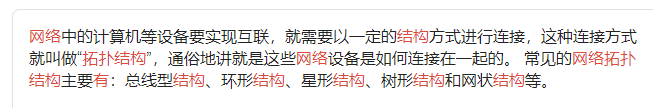 网络中的计算机等设备要实现互联，就需要以一定的结构方式进行连接，这种连接方式
就叫做“拓扑结构”，通俗地讲就是这些网络设备是如何连接在一起的。 常见的网络拓扑
结构主要有：总线型结构、环形结构、星形结构、树形结构和网状结构等。